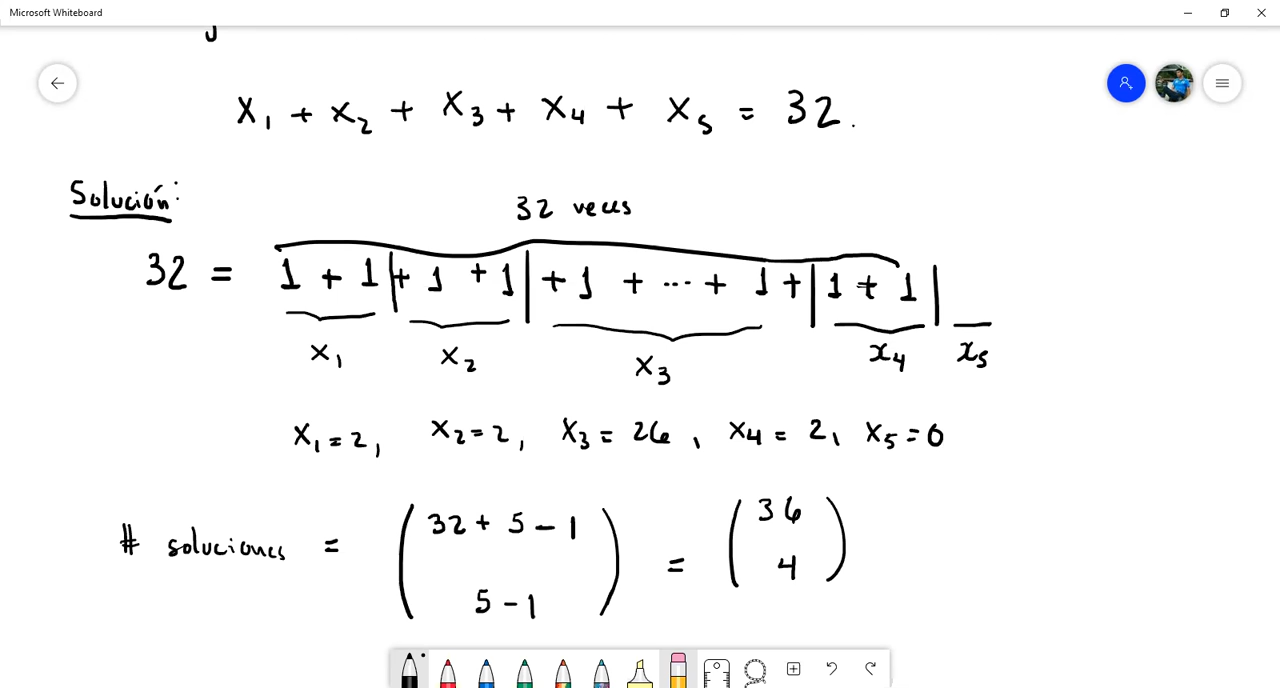 Microsoft Whiteboard
x₁ + x₂ + x₃ + x₄ + x₅ = 32.
Solución:
32 veces
32 = 1 + 1 | + 1 + 1 | + 1 + ... + 1 + | 1 + 1 |
x₁ x₂ x₃ x₄ x₅
x₁ = 2, x₂ = 2, x₃ = 26, x₄ = 2, x₅ = 0
# soluciones = (32 + 5 - 1 / 5 - 1) = (36 / 4)